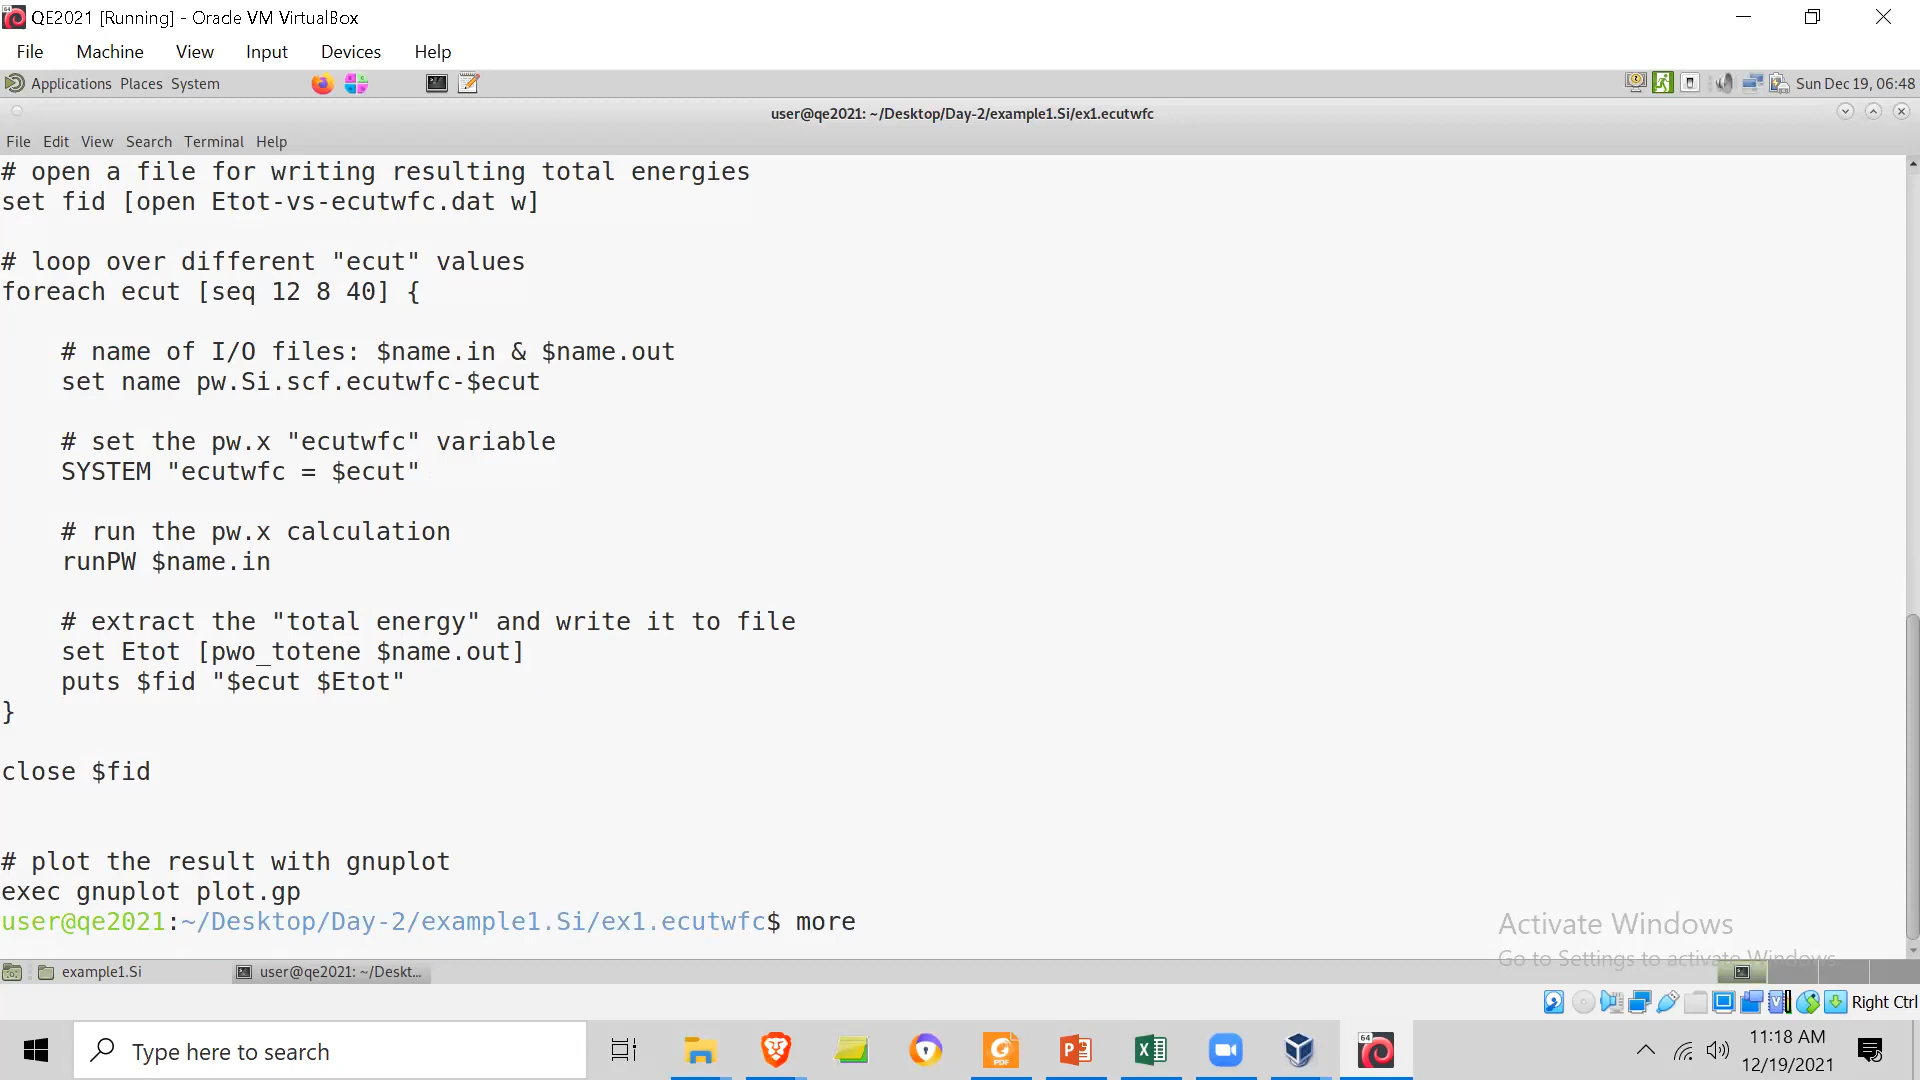 QE2021 [Running] - Oracle VM VirtualBox
File Machine View Input Devices Help
Applications Places System
Sun Dec 19, 06:48
user@qe2021: ~/Desktop/Day-2/example1.Si/ex1.ecutwfc
File Edit View Search Terminal Help
# open a file for writing resulting total energies
set fid [open Etot-vs-ecutwfc.dat w]
# loop over different "ecut" values
foreach ecut [seq 12 8 40] {
# name of I/O files: $name.in & $name.out
set name pw.Si.scf.ecutwfc-$ecut
# set the pw.x "ecutwfc" variable
SYSTEM "ecutwfc = $ecut"
# run the pw.x calculation
runPW $name.in
# extract the "total energy" and write it to file
set Etot [pwo_totene $name.out]
puts $fid "$ecut $Etot"
}
close $fid
# plot the result with gnuplot
exec gnuplot plot.gp
user@qe2021:~/Desktop/Day-2/example1.Si/ex1.ecutwfc$ more
Activate Windows
Go to Settings to activate Windows.
example1.Si
user@qe2021: ~/Deskt...
Right Ctrl
Type here to search
11:18 AM
12/19/2021